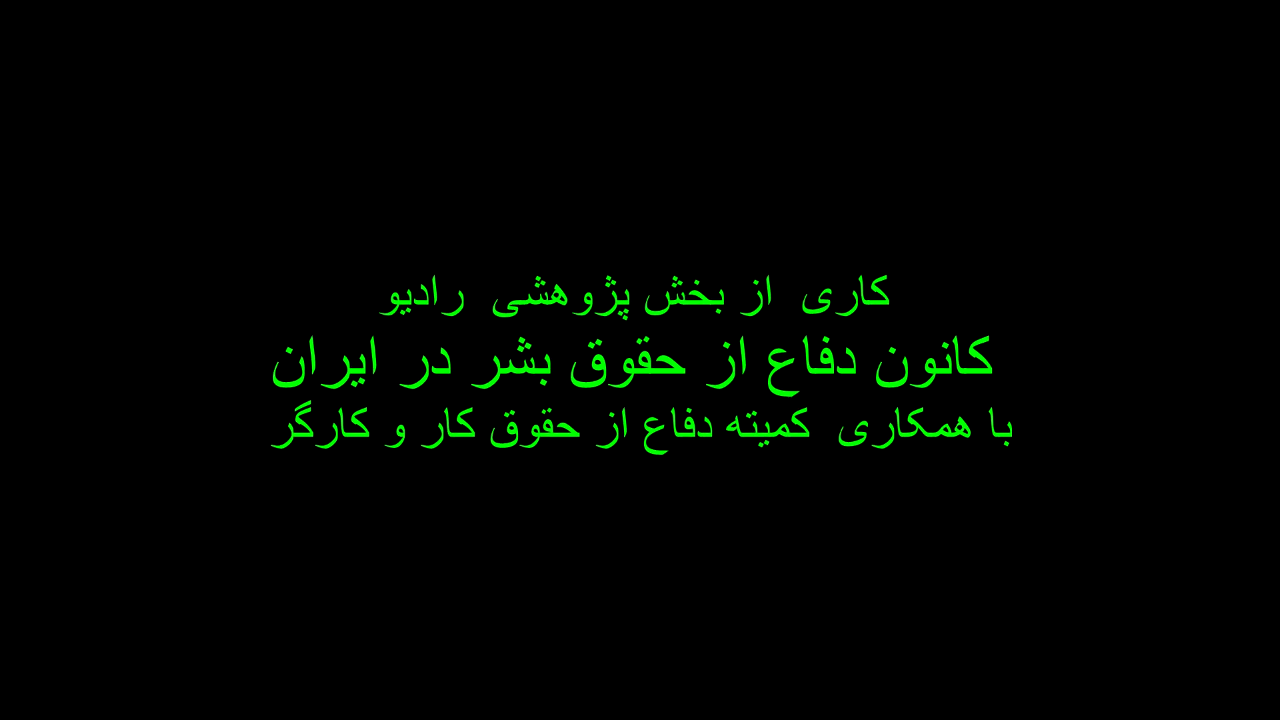 کاری از بخش پژوهشی رادیو
کانون دفاع از حقوق بشر در ایران
با همکاری کمیته دفاع از حقوق کار و کارگر